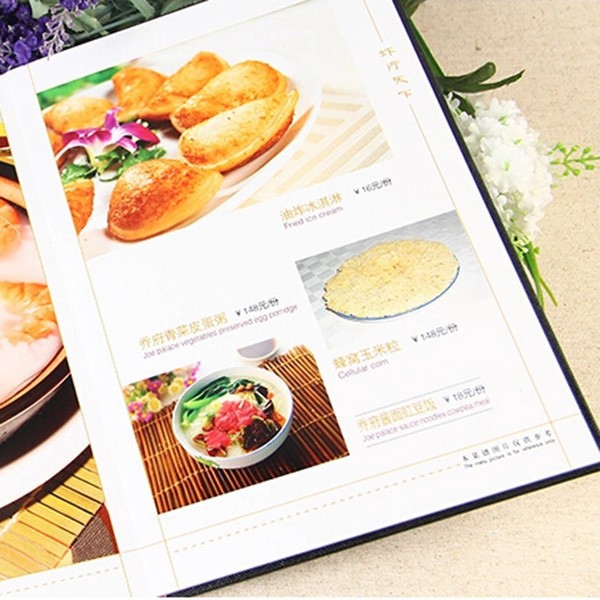 虾行天下
油炸冰淇淋 ¥16元/份
Fried ice cream
乔府青菜皮蛋粥 ¥148元/份
Joe palace vegetables preserved egg porridge
蜂窝玉米粒 ¥148元/份
Cellular corn
乔府酱面豇豆饭 ¥18元/份
Joe palace sauce noodles cowpea meal
本菜谱图片仅供参考
The menu picture is for reference only